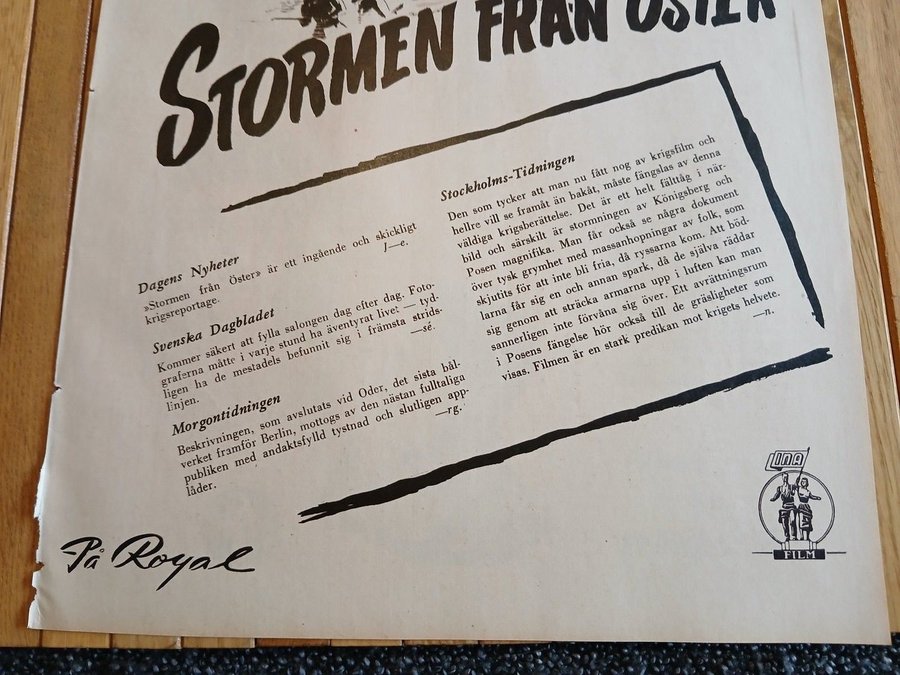 STORMEN FRÅN ÖSTER
Dagens Nyheter
»Stormen från Öster» är ett ingående och skickligt
krigsreportage.
J—e.
Svenska Dagbladet
Kommer säkert att fylla salongen dag efter dag. Foto-
graferna måtte i varje stund ha äventyrat livet — tyd-
ligen ha de mestadels befunnit sig i främsta strids-
linjen.
—sé.
Morgontidningen
Beskrivningen, som avslutats vid Oder, det sista bål-
verket framför Berlin, mottogs av den nästan fulltaliga
publiken med andaktsfylld tystnad och slutligen app-
låder.
—rg.
Stockholms-Tidningen
Den som tycker att man nu fått nog av krigsfilm och
hellre vill se framåt än bakåt, måste fängslas av denna
väldiga krigsberättelse. Det är ett helt fälttåg i när-
bild och särskilt är stormningen av Königsberg och
Posen magnifika. Man får också se några dokument
över tysk grymhet med massanhopningar av folk, som
skjutits för att inte bli fria, då ryssarna kom. Att böd-
larna får sig en och annan spark, då de själva räddar
sig genom att sträcka armarna upp i luften kan man
sannerligen inte förvåna sig över. Ett avrättningsrum
i Posens fängelse hör också till de gräsligheter som
visas. Filmen är en stark predikan mot krigets helvete.
—n.
På Royal
LINA
FILM